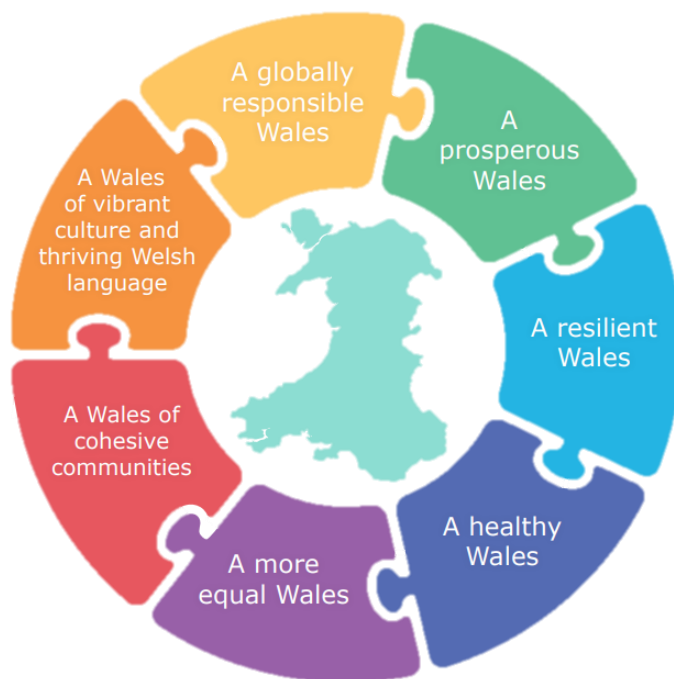 A globally
responsible
Wales
A
prosperous
Wales
A resilient
Wales
A healthy
Wales
A more
equal Wales
A Wales of
cohesive
communities
A Wales
of vibrant
culture and
thriving Welsh
language